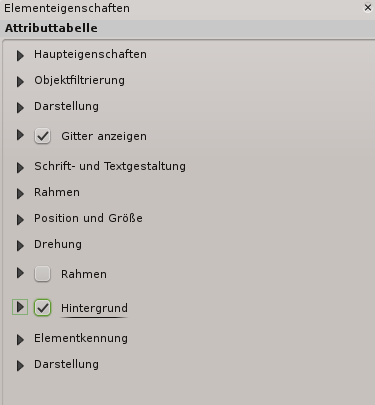 Elementeigenschaften
Attributtabelle
Haupteigenschaften
Objektfiltrierung
Darstellung
Gitter anzeigen
Schrift- und Textgestaltung
Rahmen
Position und Größe
Drehung
Rahmen
Hintergrund
Elementkennung
Darstellung